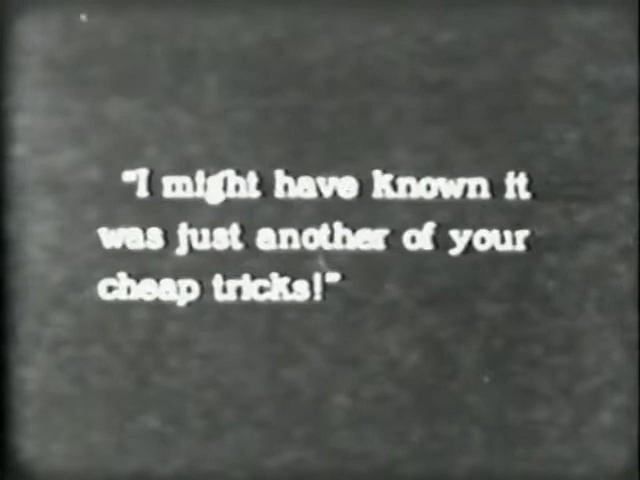 "I might have known it
was just another of your
cheap tricks!"